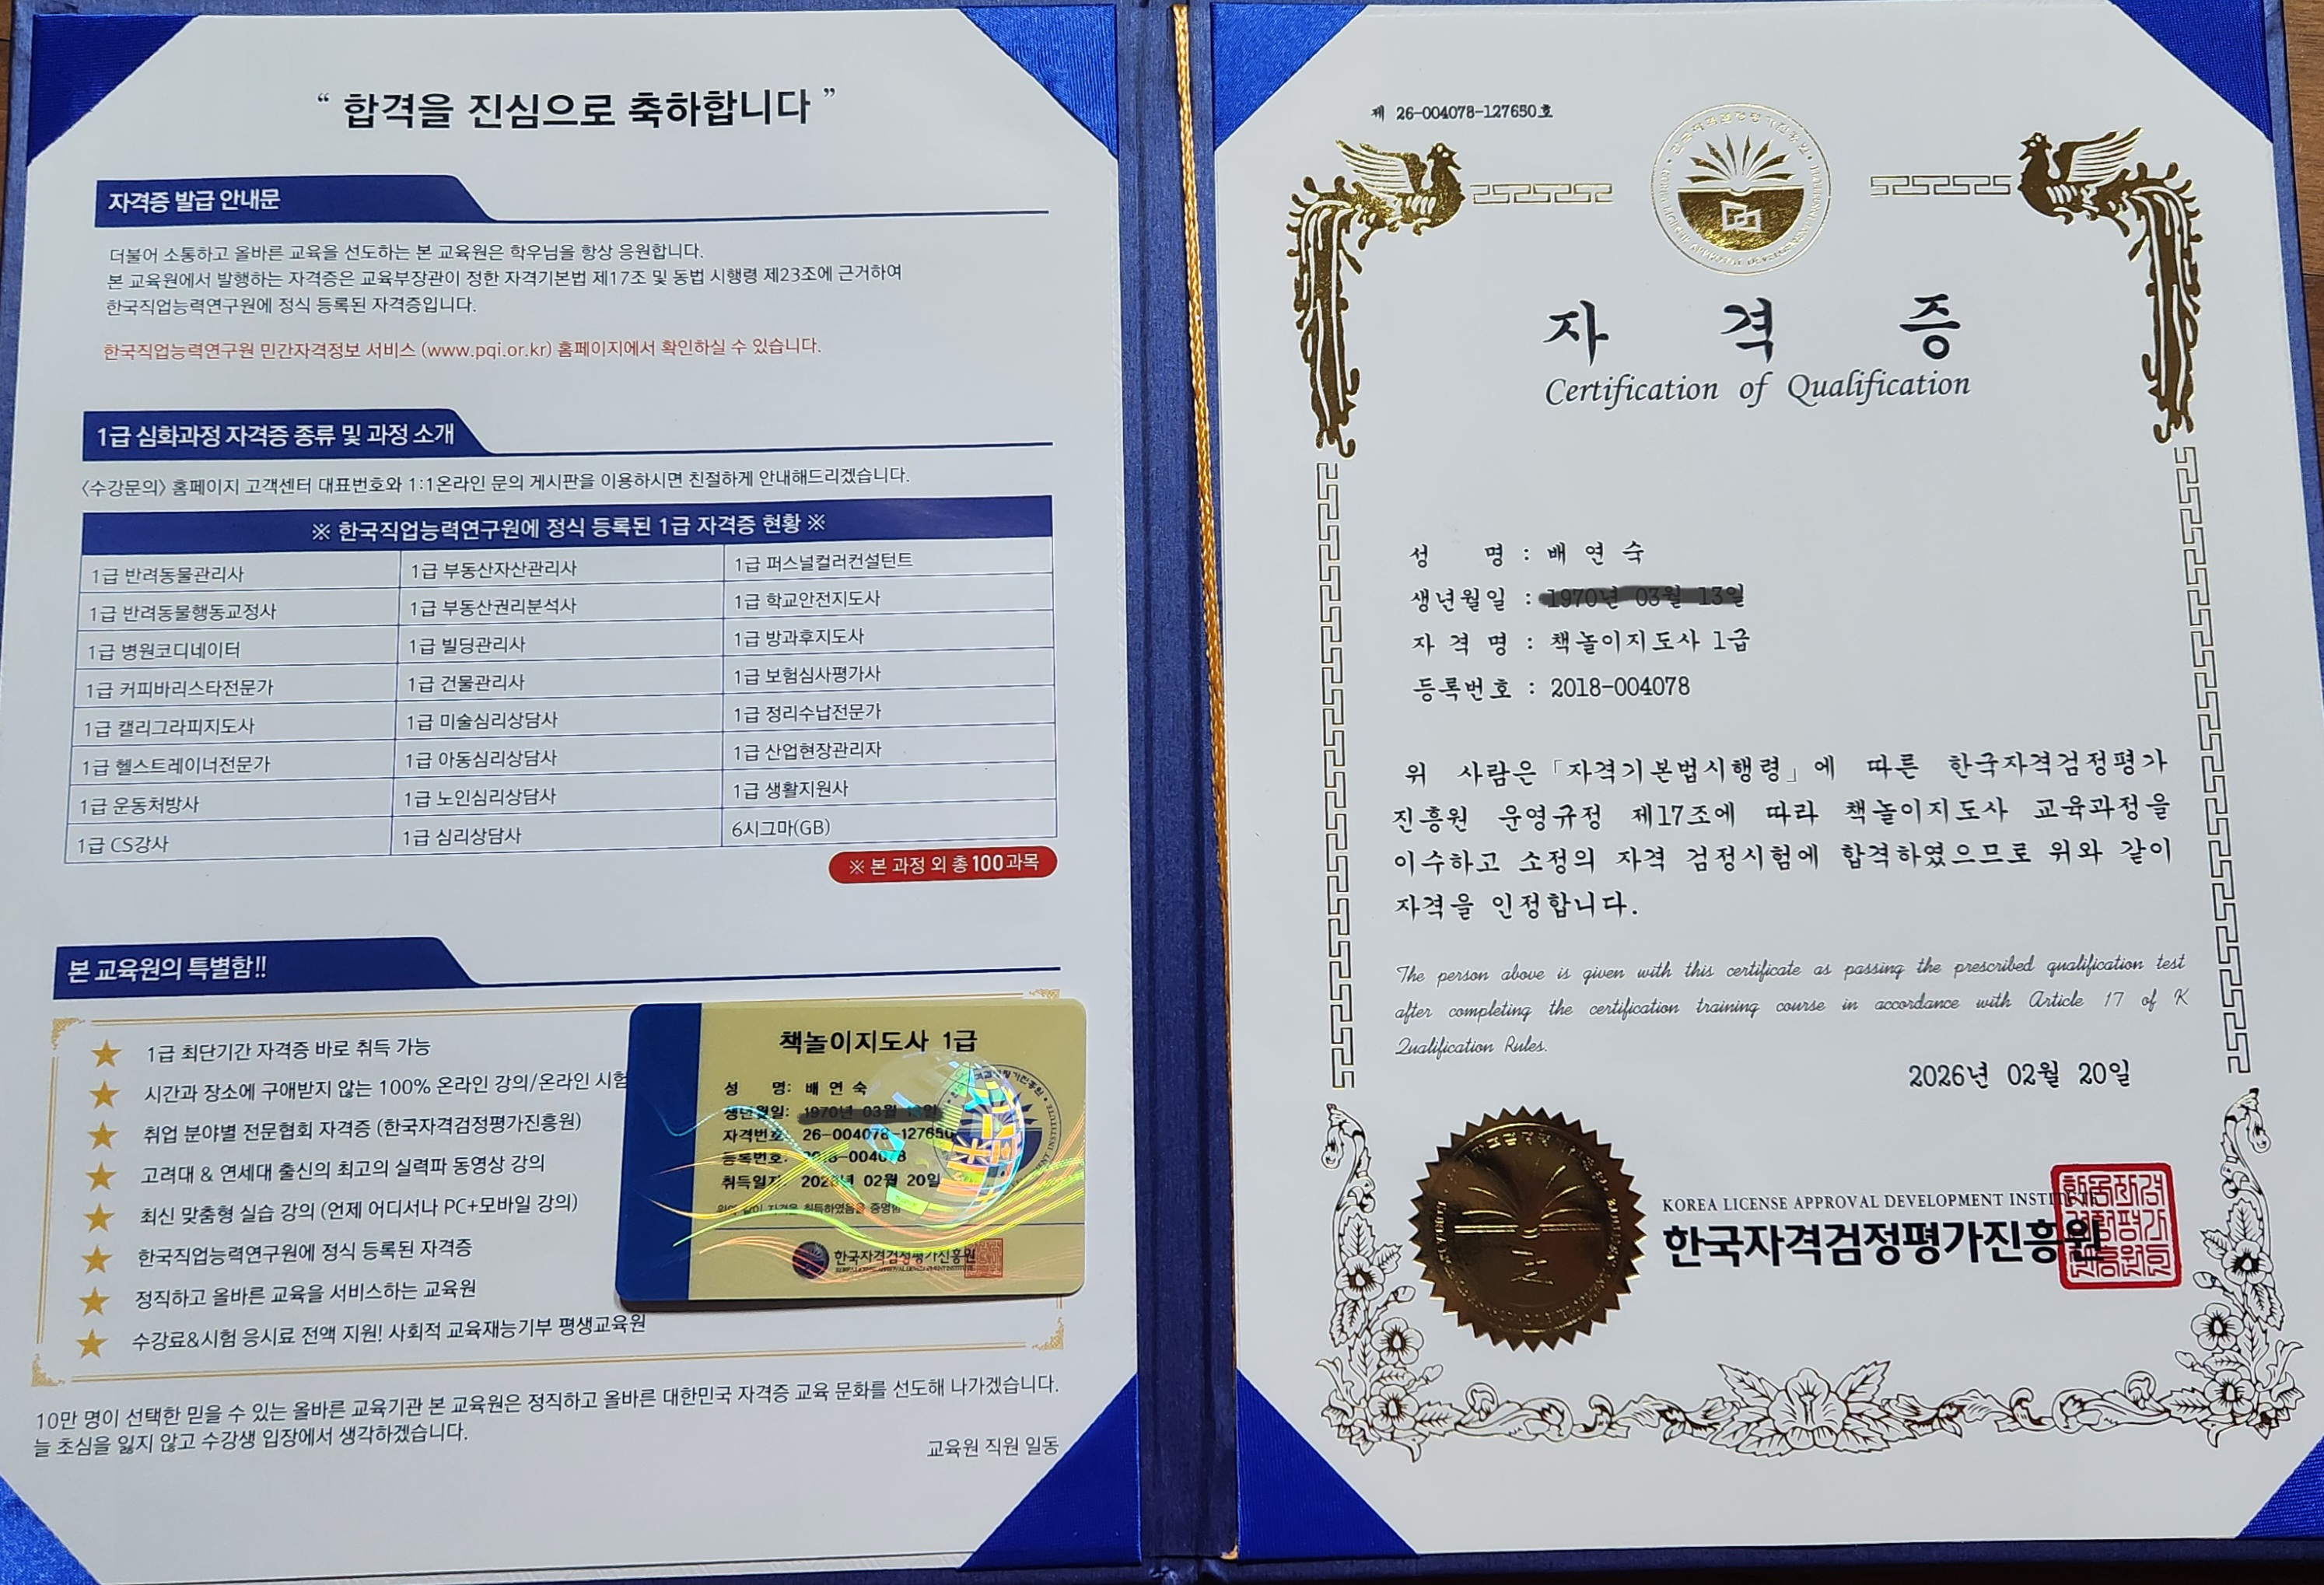 “ 합격을 진심으로 축하합니다 ”
자격증 발급 안내문
더불어 소통하고 올바른 교육을 선도하는 본 교육원은 학우님을 항상 응원합니다.
본 교육원에서 발행하는 자격증은 교육부장관이 정한 자격기본법 제17조 및 동법 시행령 제23조에 근거하여
한국직업능력연구원에 정식 등록된 자격증입니다.
한국직업능력연구원 민간자격정보 서비스 (www.pqi.or.kr) 홈페이지에서 확인하실 수 있습니다.
1급 심화과정 자격증 종류 및 과정 소개
〈수강문의〉 홈페이지 고객센터 대표번호와 1:1온라인 문의 게시판을 이용하시면 친절하게 안내해드리겠습니다.
※ 한국직업능력연구원에 정식 등록된 1급 자격증 현황 ※
1급 반려동물관리사 1급 부동산자산관리사 1급 퍼스널컬러컨설턴트
1급 반려동물행동교정사 1급 부동산권리분석사 1급 학교안전지도사
1급 병원코디네이터 1급 빌딩관리사 1급 방과후지도사
1급 커피바리스타전문가 1급 건물관리사 1급 보험심사평가사
1급 캘리그라피지도사 1급 미술심리상담사 1급 정리수납전문가
1급 헬스트레이너전문가 1급 아동심리상담사 1급 산업현장관리자
1급 운동처방사 1급 노인심리상담사 1급 생활지원사
1급 CS강사 1급 심리상담사 6시그마(GB)
※ 본 과정 외 총 100과목
본 교육원의 특별함!!
1급 최단기간 자격증 바로 취득 가능
시간과 장소에 구애받지 않는 100% 온라인 강의/온라인 시험
취업 분야별 전문협회 자격증 (한국자격검정평가진흥원)
고려대 & 연세대 출신의 최고의 실력파 동영상 강의
최신 맞춤형 실습 강의 (언제 어디서나 PC+모바일 강의)
한국직업능력연구원에 정식 등록된 자격증
정직하고 올바른 교육을 서비스하는 교육원
수강료&시험 응시료 전액 지원! 사회적 교육재능기부 평생교육원
10만 명이 선택한 믿을 수 있는 올바른 교육기관 본 교육원은 정직하고 올바른 대한민국 자격증 교육 문화를 선도해 나가겠습니다.
늘 초심을 잃지 않고 수강생 입장에서 생각하겠습니다.
교육원 직원 일동
책놀이지도사 1급
성 명: 배 연 숙
생년월일:
자격번호: 26-004078-127650
등록번호: 2018-004078
취득일자: 2026년 02월 20일
위와 같이 자격을 취득하였음을 증명함
한국자격검정평가진흥원
KOREA LICENSE APPROVAL DEVELOPMENT INSTITUTE
제 26-004078-127650호
자 격 증
Certification of Qualification
성 명 : 배 연 숙
생년월일 :
자 격 명 : 책놀이지도사 1급
등록번호 : 2018-004078
위 사람은 「자격기본법시행령」에 따른 한국자격검정평가
진흥원 운영규정 제17조에 따라 책놀이지도사 교육과정을
이수하고 소정의 자격 검정시험에 합격하였으므로 위와 같이
자격을 인정합니다.
The person above is given with this certificate as passing the prescribed qualification test
after completing the certification training course in accordance with Article 17 of K
Qualification Rules.
2026년 02월 20일
KOREA LICENSE APPROVAL DEVELOPMENT INSTITUTE
한국자격검정평가진흥원